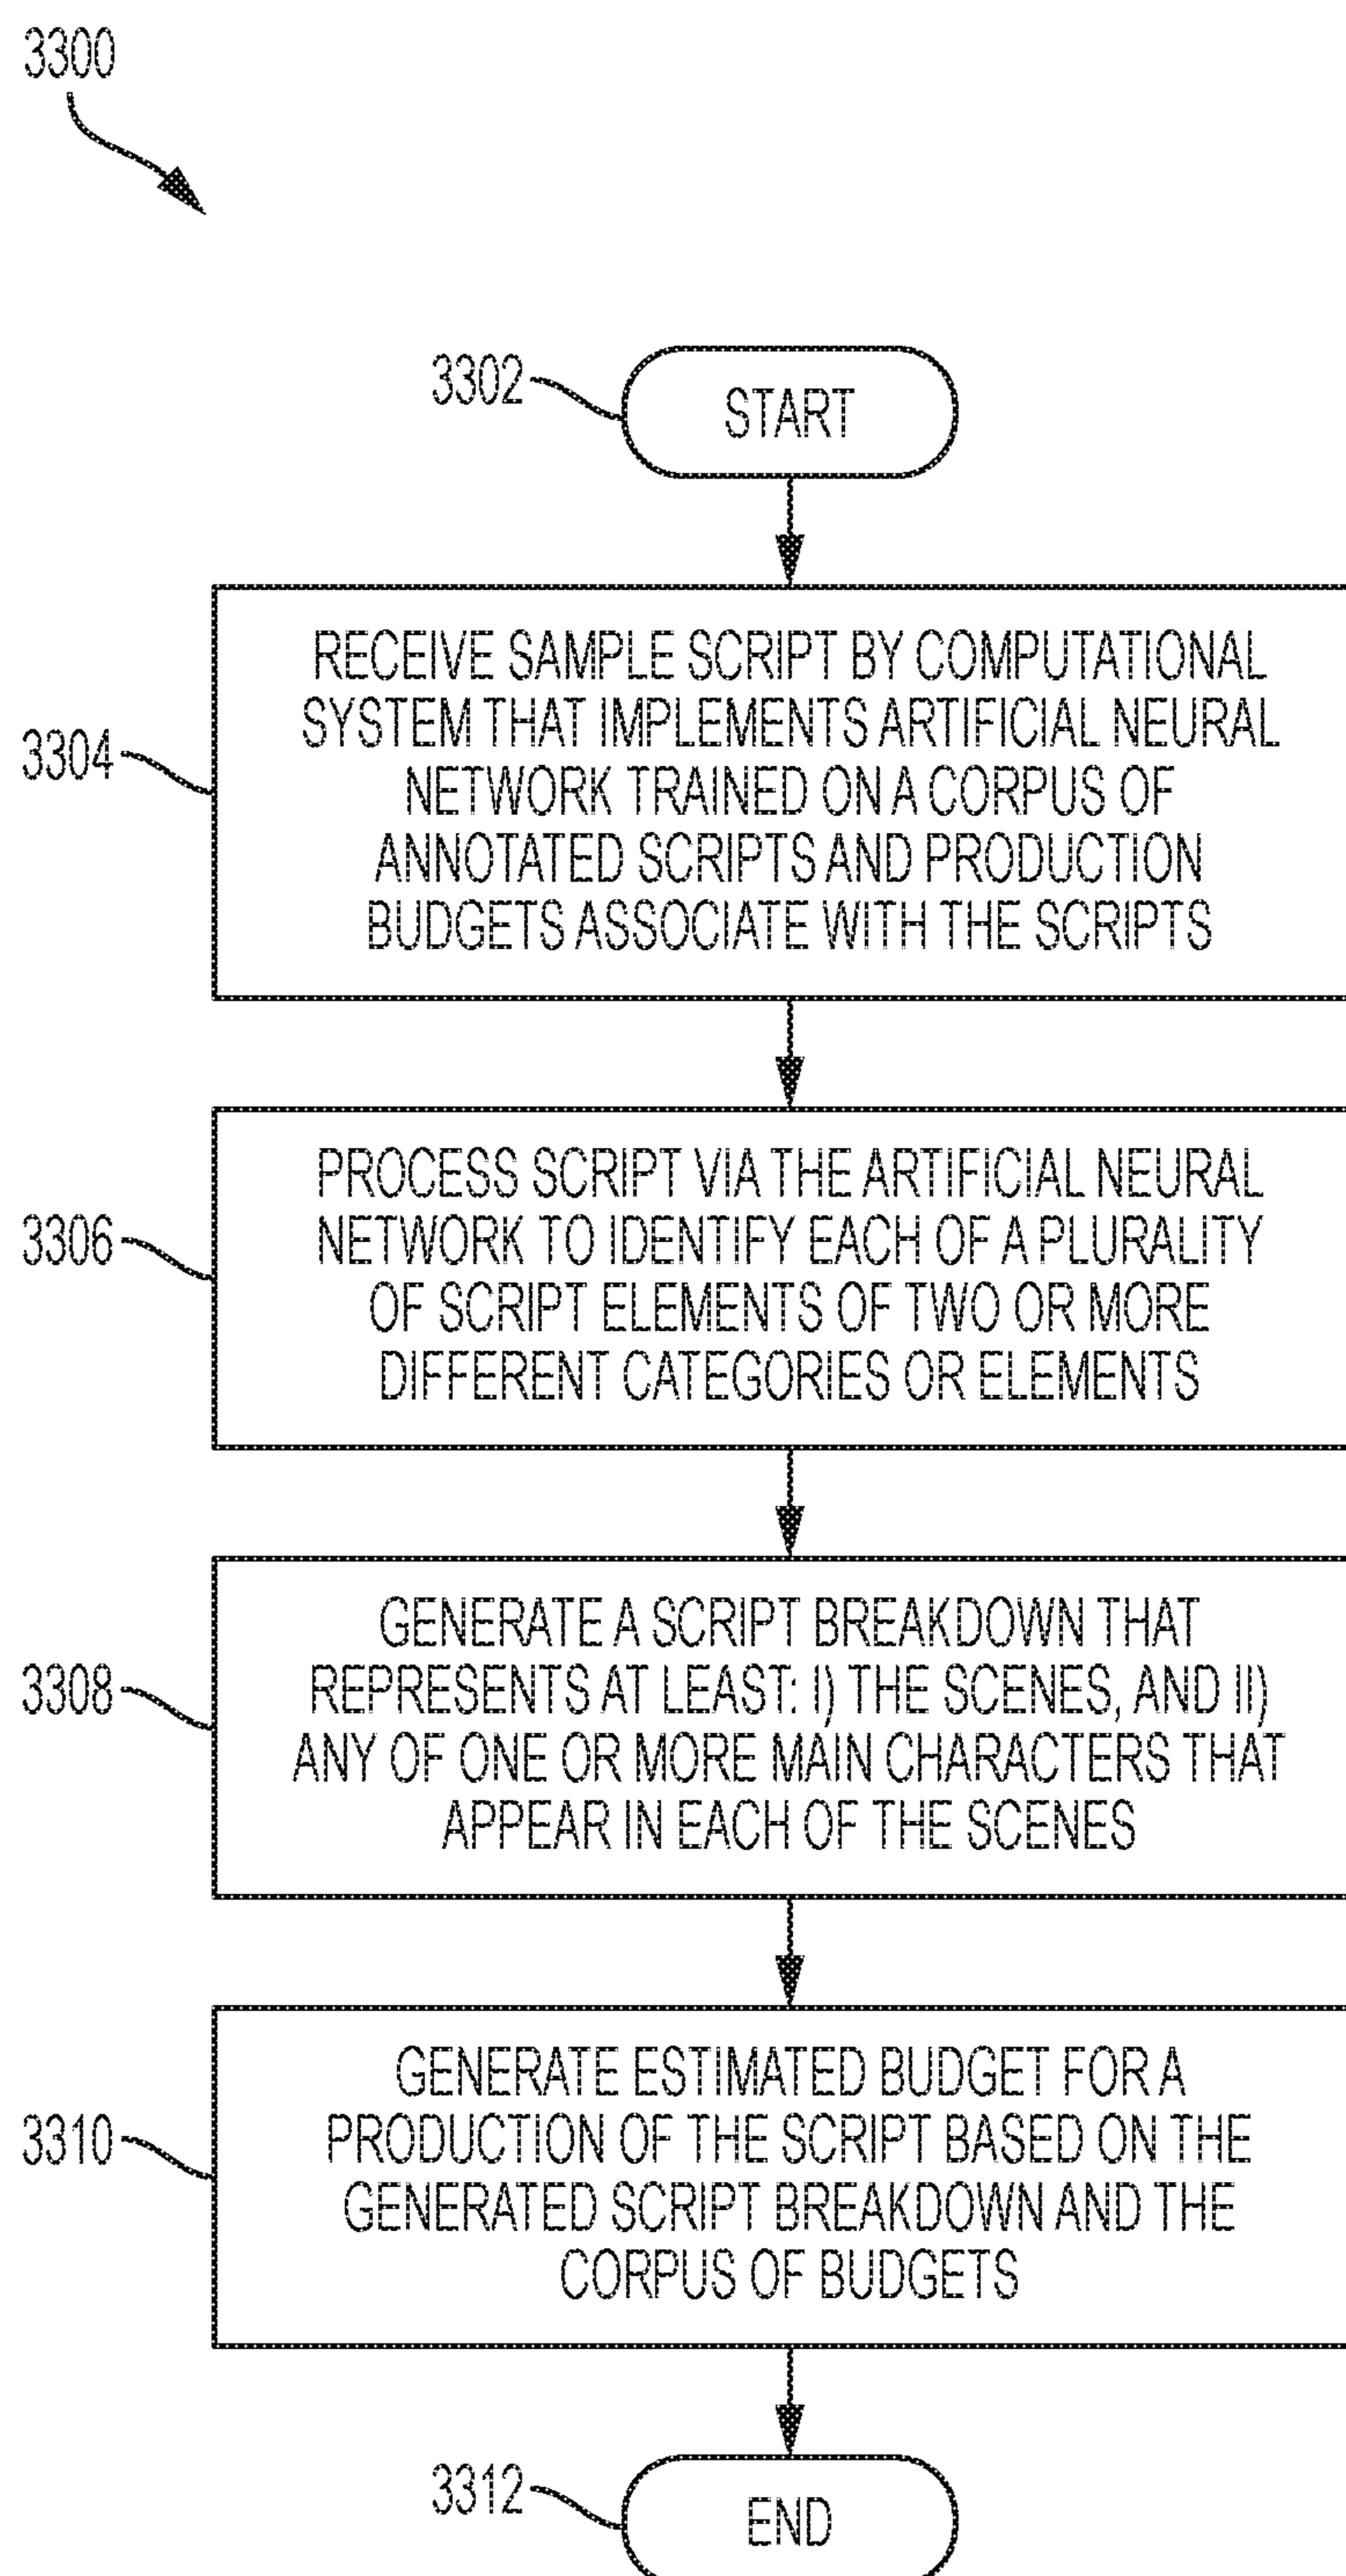 3300
3302
START
3304
RECEIVE SAMPLE SCRIPT BY COMPUTATIONAL
SYSTEM THAT IMPLEMENTS ARTIFICIAL NEURAL
NETWORK TRAINED ON A CORPUS OF
ANNOTATED SCRIPTS AND PRODUCTION
BUDGETS ASSOCIATE WITH THE SCRIPTS
3306
PROCESS SCRIPT VIA THE ARTIFICIAL NEURAL
NETWORK TO IDENTIFY EACH OF A PLURALITY
OF SCRIPT ELEMENTS OF TWO OR MORE
DIFFERENT CATEGORIES OR ELEMENTS
3308
GENERATE A SCRIPT BREAKDOWN THAT
REPRESENTS AT LEAST: I) THE SCENES, AND II)
ANY OF ONE OR MORE MAIN CHARACTERS THAT
APPEAR IN EACH OF THE SCENES
3310
GENERATE ESTIMATED BUDGET FOR A
PRODUCTION OF THE SCRIPT BASED ON THE
GENERATED SCRIPT BREAKDOWN AND THE
CORPUS OF BUDGETS
3312
END